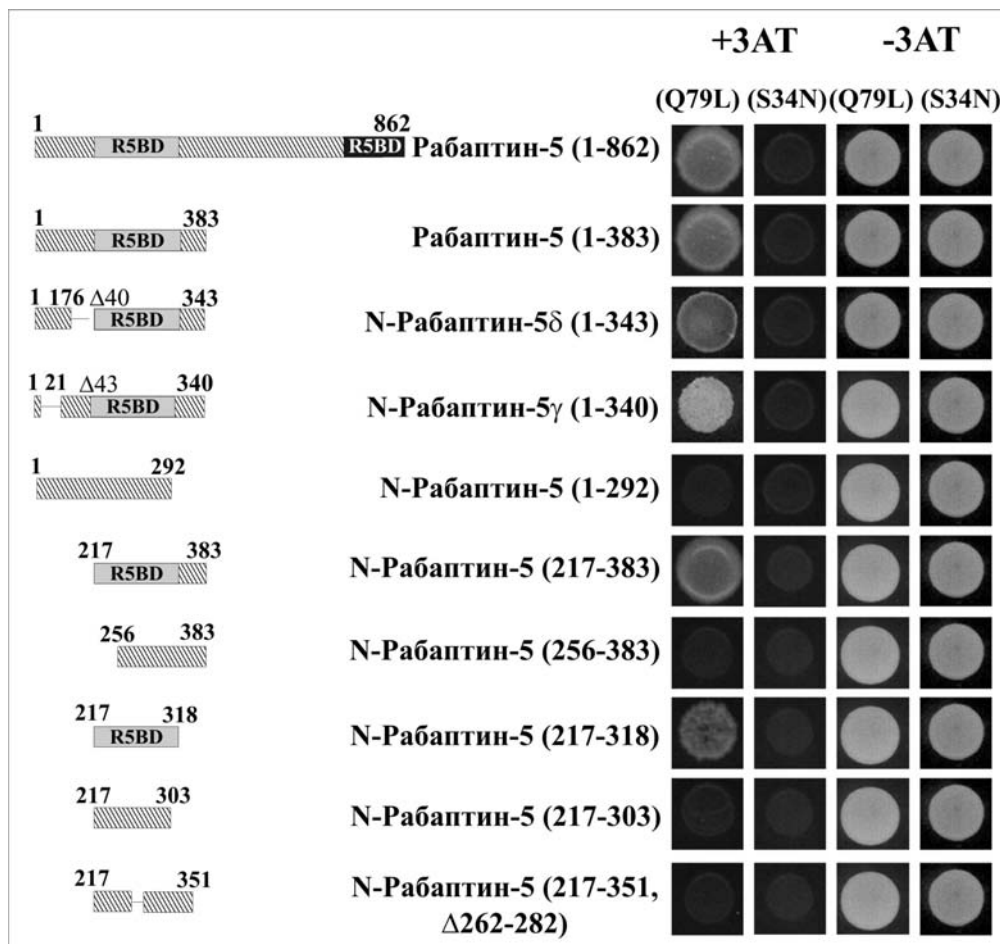 +3AT -3AT
(Q79L) (S34N) (Q79L) (S34N)
1 862
R5BD R5BD Рабаптин-5 (1-862)
1 383
R5BD Рабаптин-5 (1-383)
1 176 Δ40 343
R5BD N-Рабаптин-5δ (1-343)
1 21 Δ43 340
R5BD N-Рабаптин-5γ (1-340)
1 292
N-Рабаптин-5 (1-292)
217 383
R5BD N-Рабаптин-5 (217-383)
256 383
N-Рабаптин-5 (256-383)
217 318
R5BD N-Рабаптин-5 (217-318)
217 303
N-Рабаптин-5 (217-303)
217 351
N-Рабаптин-5 (217-351,
Δ262-282)